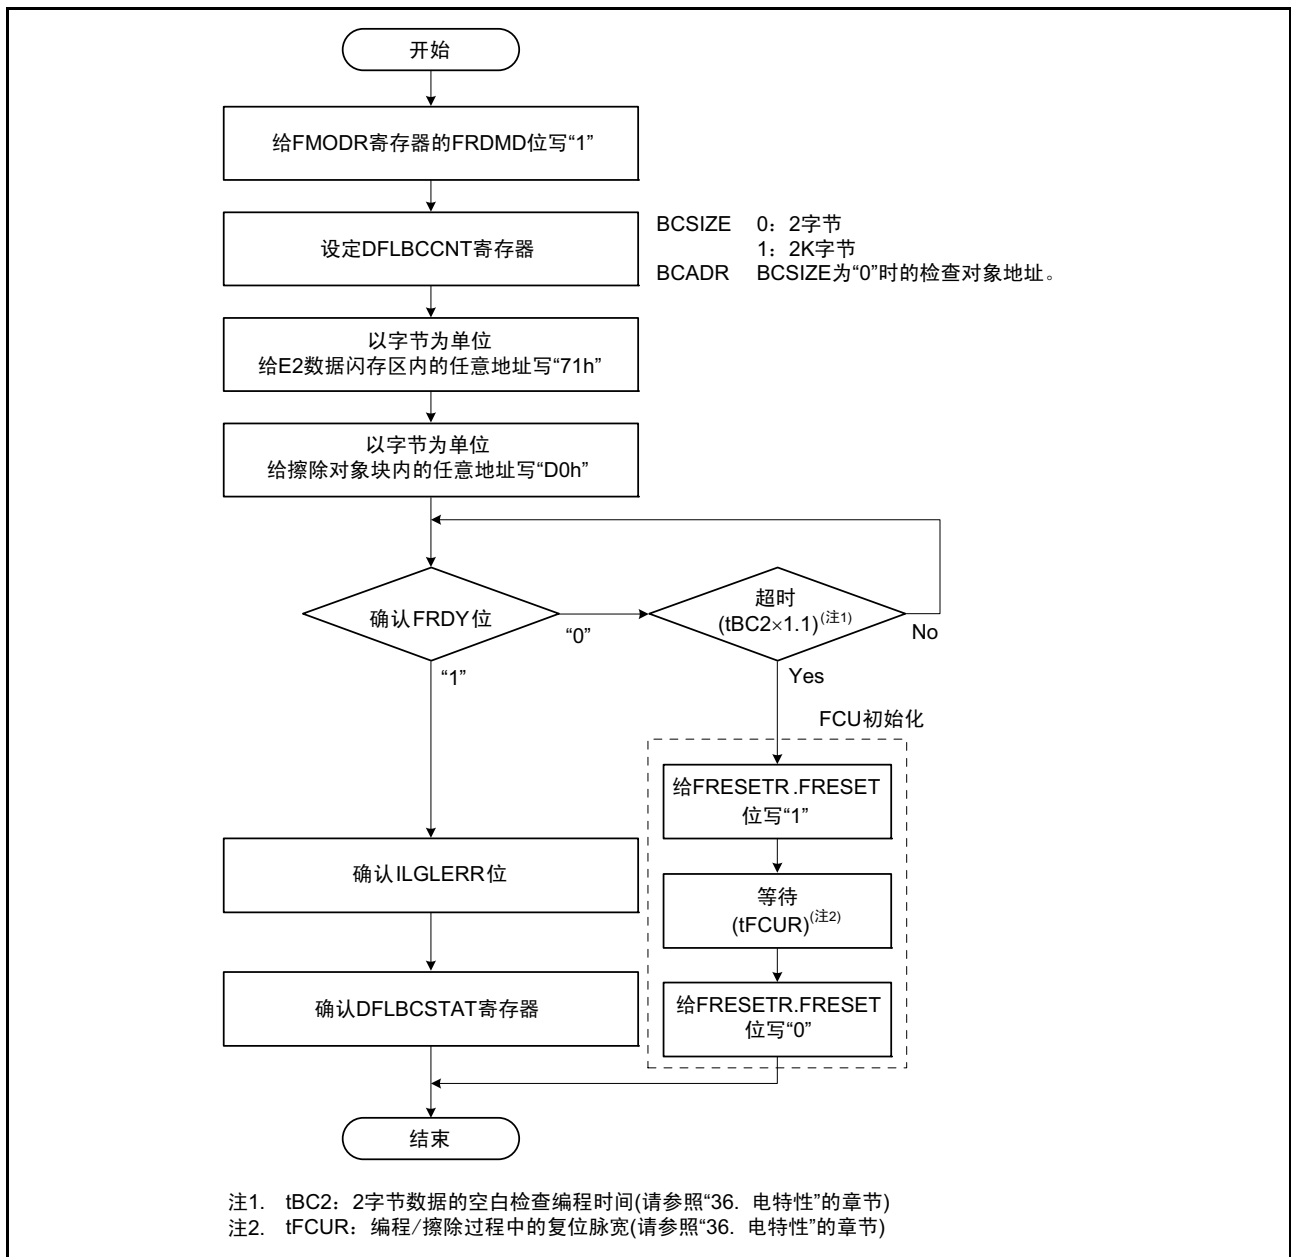 开始
给FMODR寄存器的FRDMD位写“1”
设定DFLBCCNT寄存器
BCSIZE 0：2字节
1：2K字节
BCADR BCSIZE为“0”时的检查对象地址。
以字节为单位
给E2数据闪存区内的任意地址写“71h”
以字节为单位
给擦除对象块内的任意地址写“D0h”
确认FRDY位
“0”
超时
(tBC2×1.1)(注1)
No
“1”
Yes
FCU初始化
给FRESETR.FRESET
位写“1”
确认ILGLERR位
等待
(tFCUR)(注2)
确认DFLBCSTAT寄存器
给FRESETR.FRESET
位写“0”
结束
注1. tBC2：2字节数据的空白检查编程时间(请参照“36. 电特性”的章节)
注2. tFCUR：编程/擦除过程中的复位脉宽(请参照“36. 电特性”的章节)